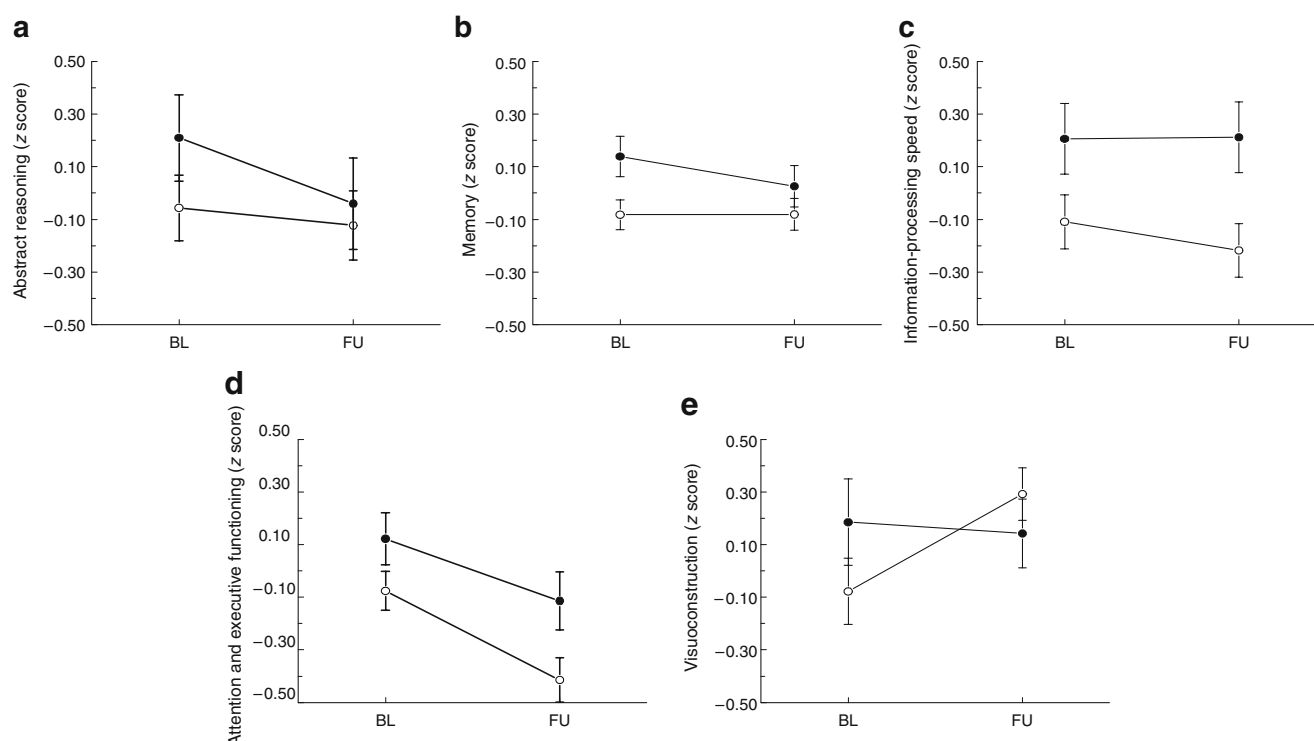 a
Abstract reasoning (z score)
0.50
0.30
0.10
−0.10
−0.30
−0.50
BL FU
b
Memory (z score)
0.50
0.30
0.10
−0.10
−0.30
−0.50
BL FU
c
Information-processing speed (z score)
0.50
0.30
0.10
−0.10
−0.30
−0.50
BL FU
d
Attention and executive functioning (z score)
0.50
0.30
0.10
−0.10
−0.30
−0.50
BL FU
e
Visuoconstruction (z score)
0.50
0.30
0.10
−0.10
−0.30
−0.50
BL FU